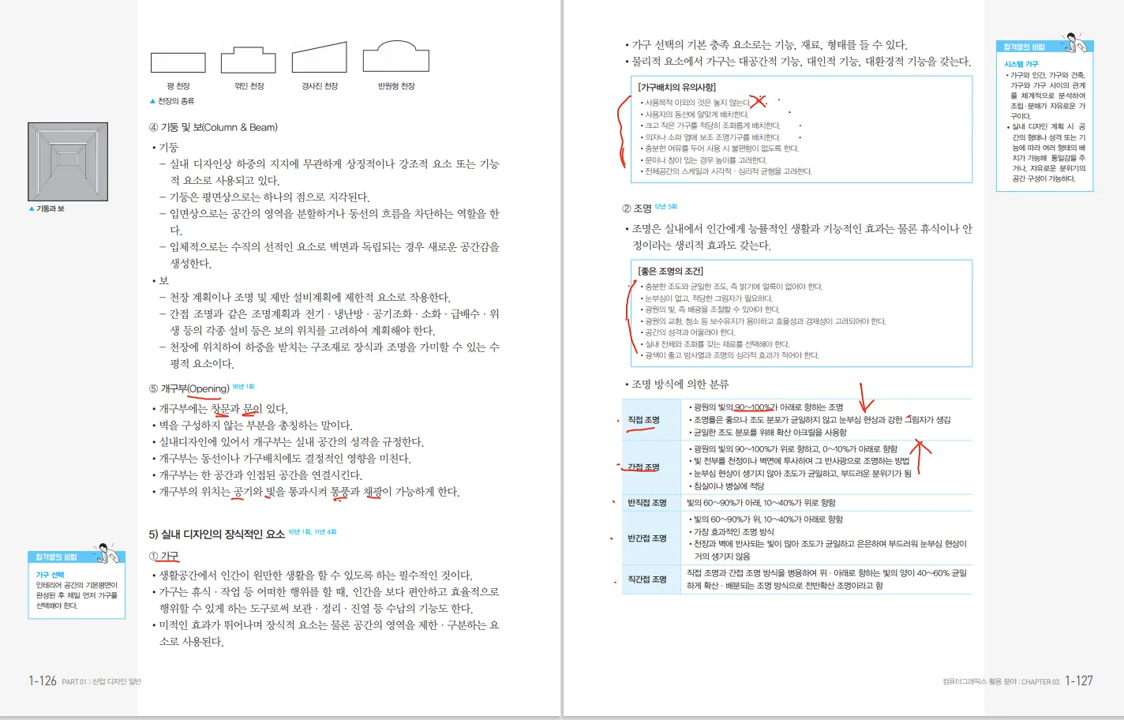 평 천장 꺾인 천장 경사진 천장 반원형 천장
▲ 천장의 종류
④ 기둥 및 보(Column & Beam)
• 기둥
− 실내 디자인상 하중의 지지에 무관하게 상징적이나 강조적 요소 또는 기능
적 요소로 사용되고 있다.
− 기둥은 평면상으로는 하나의 점으로 지각된다.
− 입면상으로는 공간의 영역을 분할하거나 동선의 흐름을 차단하는 역할을 한
다.
− 입체적으로는 수직의 선적인 요소로 벽면과 독립되는 경우 새로운 공간감을
생성한다.
• 보
− 천장 계획이나 조명 및 제반 설비계획에 제한적 요소로 작용한다.
− 간접 조명과 같은 조명계획과 전기 · 냉난방 · 공기조화 · 소화 · 급배수 · 위
생 등의 각종 설비 등은 보의 위치를 고려하여 계획해야 한다.
− 천장에 위치하여 하중을 받치는 구조재로 장식과 조명을 가미할 수 있는 수
평적 요소이다.
▲ 기둥과 보
⑤ 개구부(Opening) 16년 1회
• 개구부에는 창문과 문이 있다.
• 벽을 구성하지 않는 부분을 총칭하는 말이다.
• 실내디자인에 있어서 개구부는 실내 공간의 성격을 규정한다.
• 개구부는 동선이나 가구배치에도 결정적인 영향을 미친다.
• 개구부는 한 공간과 인접된 공간을 연결시킨다.
• 개구부의 위치는 공기와 빛을 통과시켜 통풍과 채광이 가능하게 한다.
5) 실내 디자인의 장식적인 요소 10년 1회, 11년 4회
① 가구
• 생활공간에서 인간이 원만한 생활을 할 수 있도록 하는 필수적인 것이다.
• 가구는 휴식 · 작업 등 어떠한 행위를 할 때, 인간을 보다 편안하고 효율적으로
행위할 수 있게 하는 도구로써 보관 · 정리 · 진열 등 수납의 기능도 한다.
• 미적인 효과가 뛰어나며 장식적 요소는 물론 공간의 영역을 제한 · 구분하는 요
소로 사용된다.
합격생의 비법
가구 선택
인테리어 공간의 기본평면이
완성된 후 제일 먼저 가구를
선택해야 한다.
1-126 PART 01 : 산업 디자인 일반
• 가구 선택의 기본 충족 요소로는 기능, 재료, 형태를 들 수 있다.
• 물리적 요소에서 가구는 대공간적 기능, 대인적 기능, 대환경적 기능을 갖는다.
[가구배치의 유의사항]
• 사용목적 이외의 것은 놓지 않는다.
• 사용자의 동선에 알맞게 배치한다.
• 크고 작은 가구를 적당히 조화롭게 배치한다.
• 의자나 소파 옆에 보조 조명기구를 배치한다.
• 충분한 여유를 두어 사용 시 불편함이 없도록 한다.
• 문이나 창이 있는 경우 높이를 고려한다.
• 전체공간의 스케일과 시각적 · 심리적 균형을 고려한다.
② 조명 12년 5회
• 조명은 실내에서 인간에게 능률적인 생활과 기능적인 효과는 물론 휴식이나 안
정이라는 생리적 효과도 갖는다.
[좋은 조명의 조건]
• 충분한 조도와 균일한 조도, 즉 밝기에 얼룩이 없어야 한다.
• 눈부심이 없고, 적당한 그림자가 필요하다.
• 광원의 빛, 즉 배광을 조절할 수 있어야 한다.
• 광원의 교환, 청소 등 보수유지가 용이하고 효율성과 경제성이 고려되어야 한다.
• 공간의 성격과 어울려야 한다.
• 실내 전체와 조화를 갖는 재료를 선택해야 한다.
• 광색이 좋고 방사열과 조명의 심리적 효과가 적어야 한다.
• 조명 방식에 의한 분류
직접 조명
• 광원의 빛의 90∼100%가 아래로 향하는 조명
• 조명률은 좋으나 조도 분포가 균일하지 않고 눈부심 현상과 강한 그림자가 생김
• 균일한 조도 분포를 위해 확산 아크릴을 사용함
간접 조명
• 광원의 빛의 90∼100%가 위로 향하고, 0∼10%가 아래로 향함
• 빛 전부를 천정이나 벽면에 투사하여 그 반사광으로 조명하는 방법
• 눈부심 현상이 생기지 않아 조도가 균일하고, 부드러운 분위기가 됨
• 침실이나 병실에 적당
반직접 조명 빛의 60∼90%가 아래, 10∼40%가 위로 향함
반간접 조명
• 빛의 60∼90%가 위, 10∼40%가 아래로 향함
• 가장 효과적인 조명 방식
• 천장과 벽에 반사되는 빛이 많아 조도가 균일하고 은은하며 부드러워 눈부심 현상이
거의 생기지 않음
직간접 조명
직접 조명과 간접 조명 방식을 병용하여 위 · 아래로 향하는 빛의 양이 40∼60% 균일
하게 확산 · 배분되는 조명 방식으로 전반확산 조명이라고 함
합격생의 비법
시스템 가구
• 가구와 인간, 가구와 건축,
가구와 가구 사이의 관계
를 체계적으로 분석하여
조립 · 분해가 자유로운 가
구이다.
• 실내 디자인 계획 시 공
간의 형태나 성격 또는 기
능에 따라 여러 형태의 배
치가 가능해 통일감을 주
거나, 자유로운 분위기의
공간 구성이 가능하다.
컴퓨터그래픽스 활용 분야 : CHAPTER 03 1-127